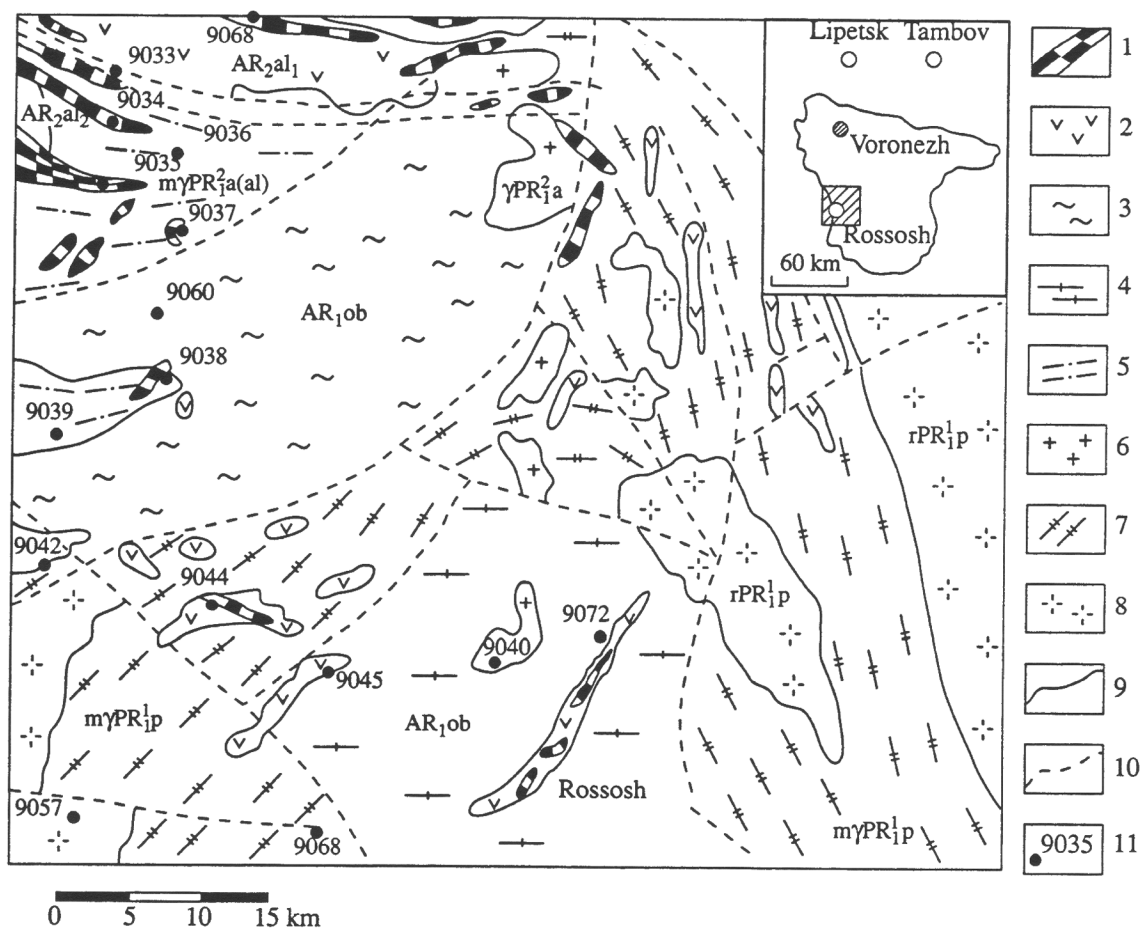 9068
Lipetsk Tambov
1
9033
AR₂al₁
9034
2
AR₂al₂
9036
Voronezh
9035
mγPR₁²a(al)
γPR₁²a
3
9037
Rossosh
60 km
4
9060
AR₁ob
9038
5
9039
rPR₁¹p
6
7
9042
9044
rPR₁¹p
8
9072
9040
9045
9
mγPR₁¹p
AR₁ob
Rossosh
10
9057
9068
mγPR₁¹p
9035
11
0 5 10 15 km